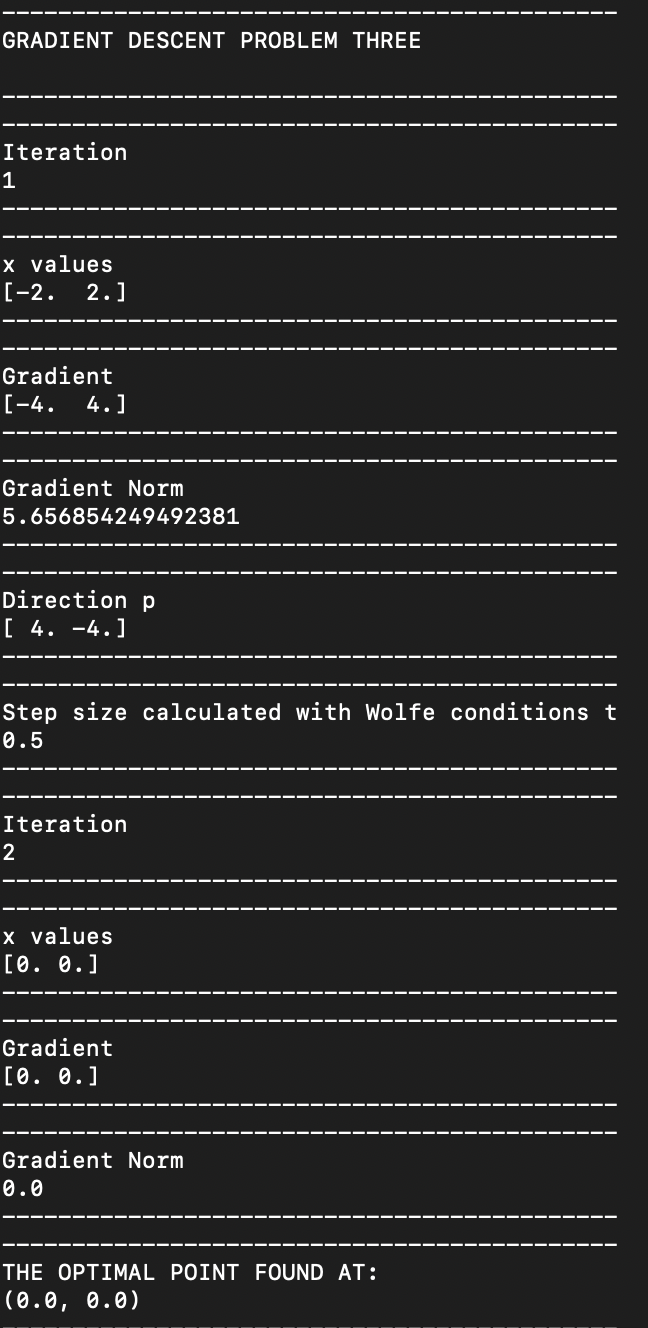 --------------------------------------------
GRADIENT DESCENT PROBLEM THREE
--------------------------------------------
--------------------------------------------
Iteration
1
--------------------------------------------
--------------------------------------------
x values
[-2.  2.]
--------------------------------------------
--------------------------------------------
Gradient
[-4.  4.]
--------------------------------------------
--------------------------------------------
Gradient Norm
5.656854249492381
--------------------------------------------
--------------------------------------------
Direction p
[ 4. -4.]
--------------------------------------------
--------------------------------------------
Step size calculated with Wolfe conditions t
0.5
--------------------------------------------
--------------------------------------------
Iteration
2
--------------------------------------------
--------------------------------------------
x values
[0. 0.]
--------------------------------------------
--------------------------------------------
Gradient
[0. 0.]
--------------------------------------------
--------------------------------------------
Gradient Norm
0.0
--------------------------------------------
--------------------------------------------
THE OPTIMAL POINT FOUND AT:
(0.0, 0.0)
--------------------------------------------